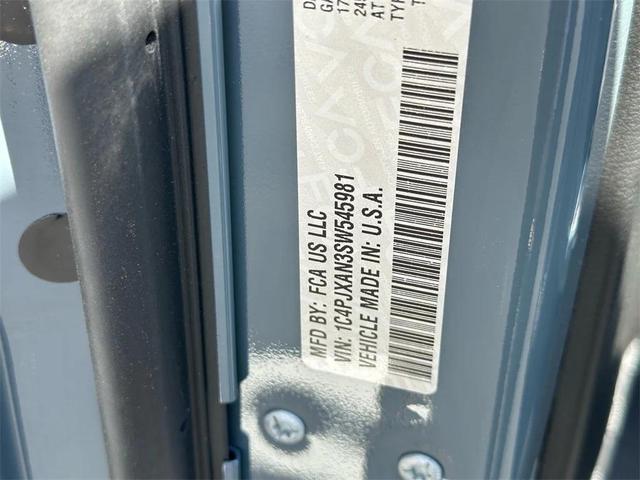 MFD BY: FCA US LLC
VIN: 1C4PJXAN3SW545981
VEHICLE MADE IN: U.S.A.